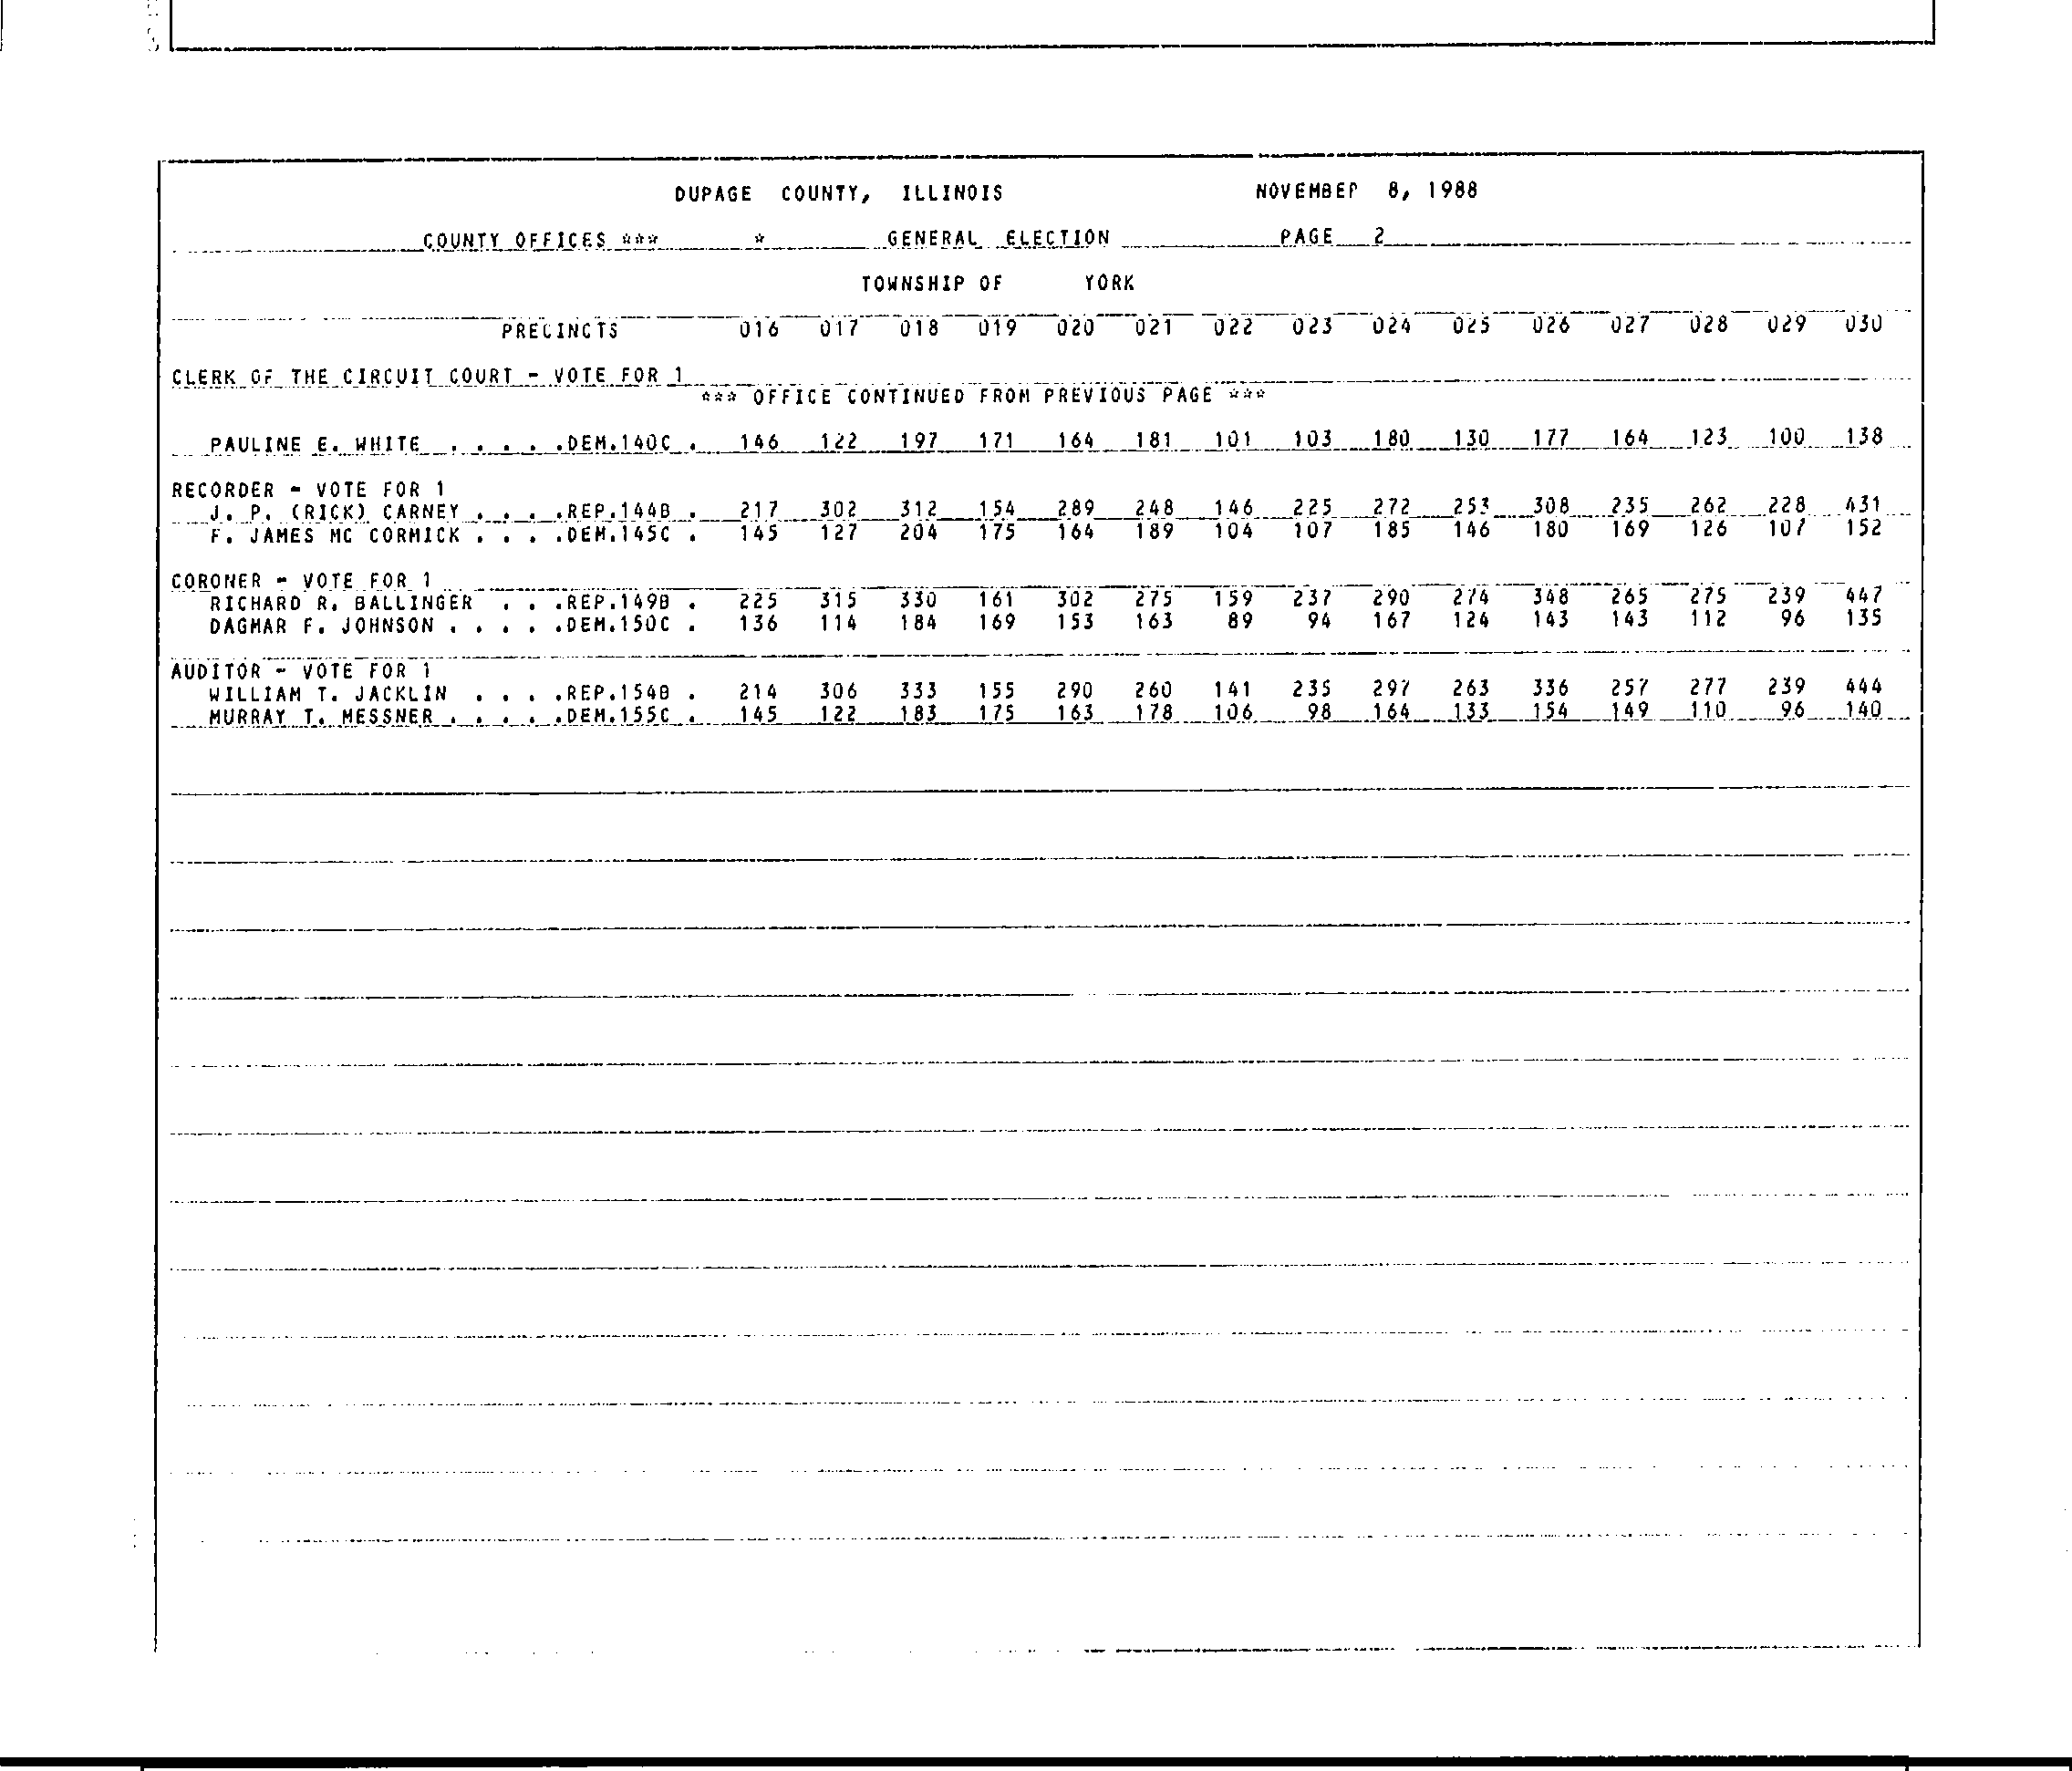 DUPAGE COUNTY, ILLINOIS NOVEMBER 8, 1988
COUNTY OFFICES *** * GENERAL ELECTION PAGE 2
TOWNSHIP OF YORK
PRECINCTS 016 017 018 019 020 021 022 023 024 025 026 027 028 029 030
CLERK OF THE CIRCUIT COURT - VOTE FOR 1
*** OFFICE CONTINUED FROM PREVIOUS PAGE ***
PAULINE E. WHITE . . . . .DEM.140C . 146 122 197 171 164 181 101 103 180 130 177 164 123 100 138
RECORDER - VOTE FOR 1
J. P. (RICK) CARNEY . . . .REP.144B . 217 302 312 154 289 248 146 225 272 253 308 235 262 228 431
F. JAMES MC CORMICK . . . .DEM.145C . 145 127 204 175 164 189 104 107 185 146 180 169 126 107 152
CORONER - VOTE FOR 1
RICHARD R. BALLINGER . . .REP.149B . 225 315 330 161 302 275 159 237 290 274 348 265 275 239 447
DAGMAR F. JOHNSON . . . . .DEM.150C . 136 114 184 169 153 163 89 94 167 124 143 143 112 96 135
AUDITOR - VOTE FOR 1
WILLIAM T. JACKLIN . . . .REP.154B . 214 306 333 155 290 260 141 235 297 263 336 257 277 239 444
MURRAY T. MESSNER . . . . .DEM.155C . 145 122 183 175 163 178 106 98 164 133 154 149 110 96 140